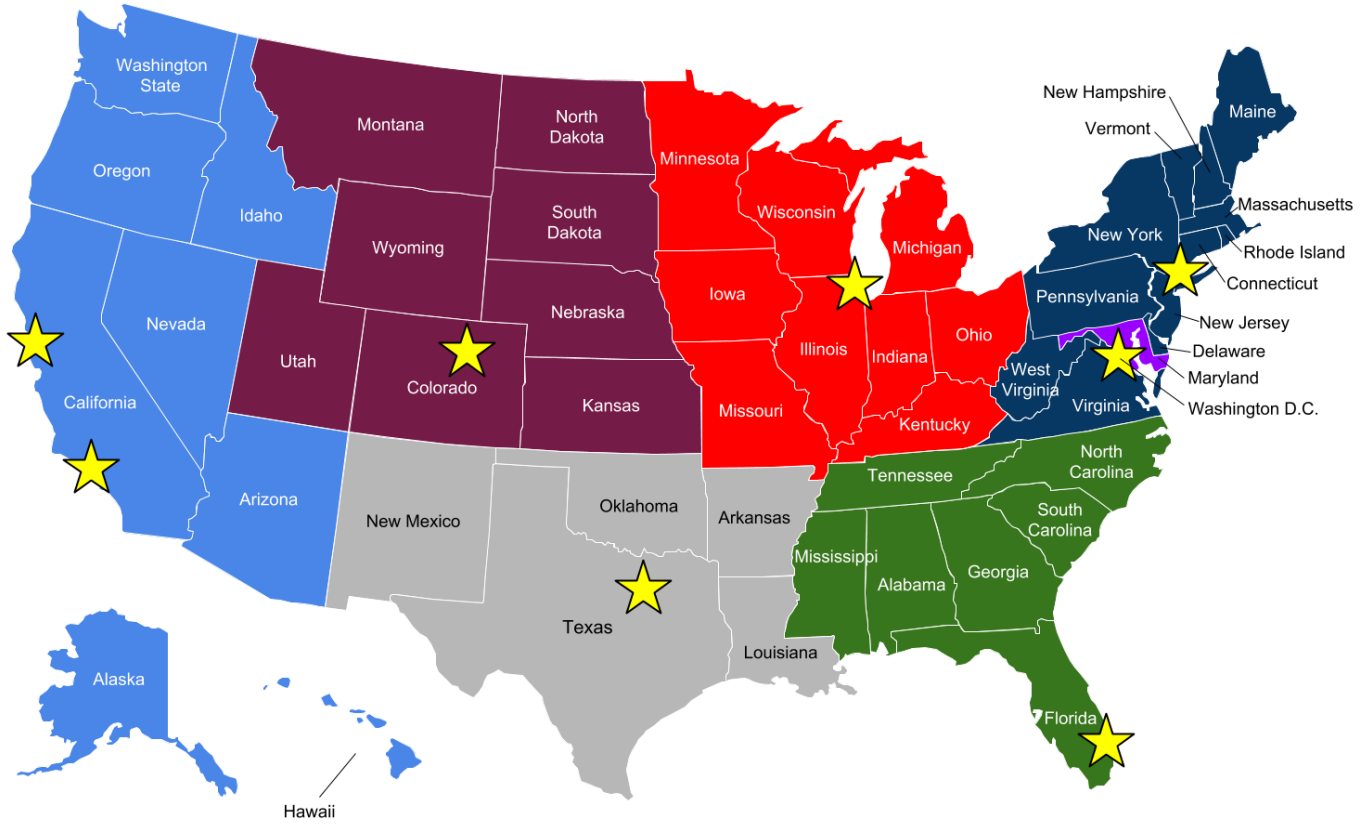 Washington
State
Oregon
Idaho
Montana
North
Dakota
Minnesota
New Hampshire
Vermont
Maine
Wyoming
South
Dakota
Wisconsin
Michigan
New York
Massachusetts
Rhode Island
Connecticut
Nevada
Utah
Colorado
Nebraska
Iowa
Illinois
Indiana
Ohio
Pennsylvania
New Jersey
Delaware
Maryland
Washington D.C.
California
Kansas
Missouri
Kentucky
West
Virginia
Virginia
Arizona
New Mexico
Oklahoma
Arkansas
Tennessee
North
Carolina
South
Carolina
Texas
Louisiana
Mississippi
Alabama
Georgia
Florida
Alaska
Hawaii